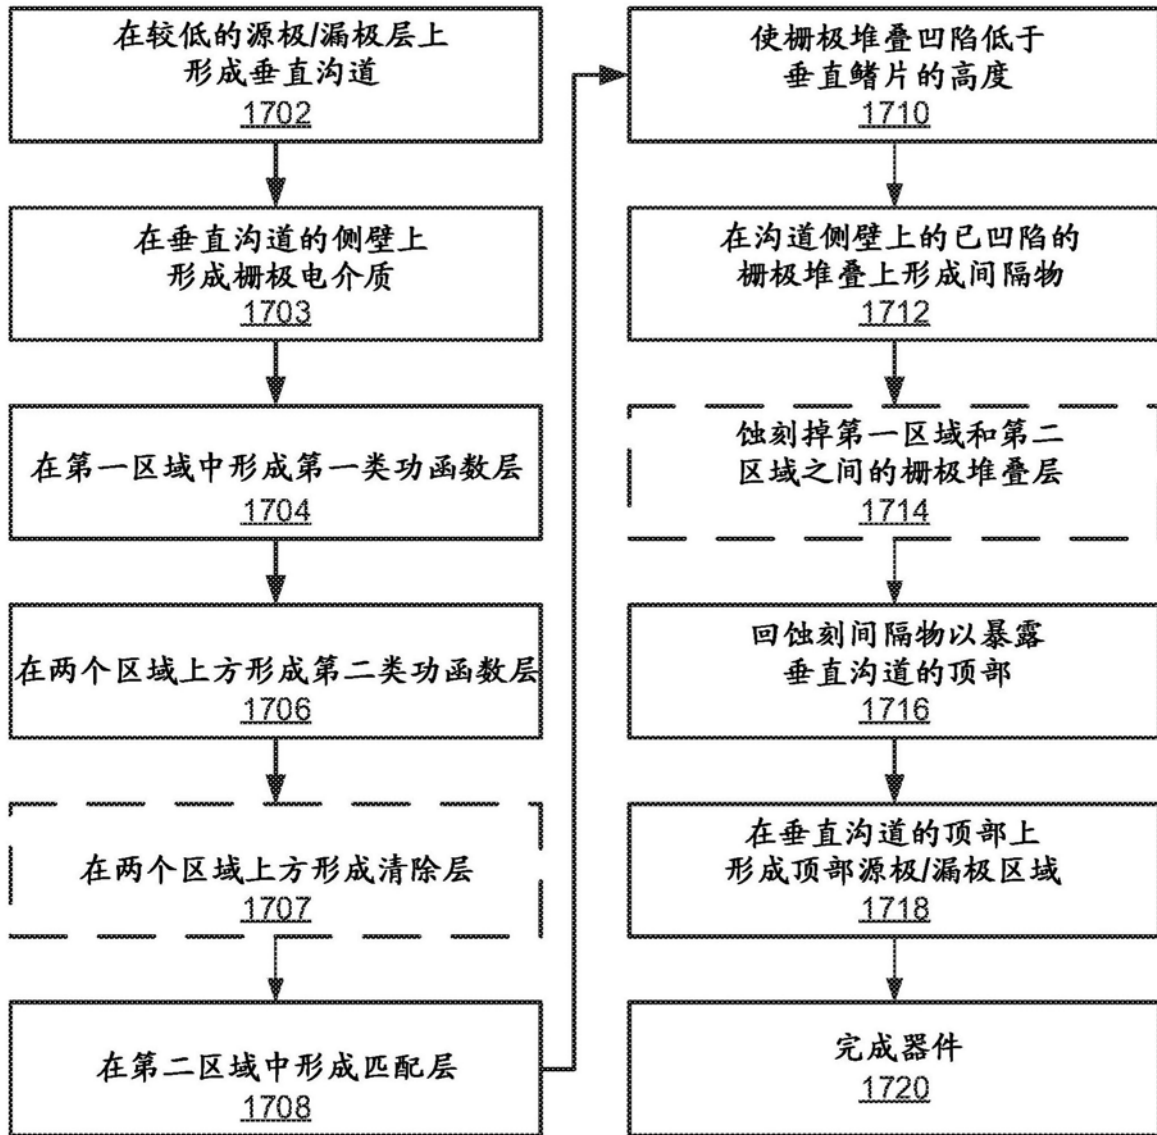 在较低的源极/漏极层上
形成垂直沟道
1702
在垂直沟道的侧壁上
形成栅极电介质
1703
在第一区域中形成第一类功函数层
1704
在两个区域上方形成第二类功函数层
1706
在两个区域上方形成清除层
1707
在第二区域中形成匹配层
1708
使栅极堆叠凹陷低于
垂直鳍片的高度
1710
在沟道侧壁上的已凹陷的
栅极堆叠上形成间隔物
1712
蚀刻掉第一区域和第二
区域之间的栅极堆叠层
1714
回蚀刻间隔物以暴露
垂直沟道的顶部
1716
在垂直沟道的顶部上
形成顶部源极/漏极区域
1718
完成器件
1720